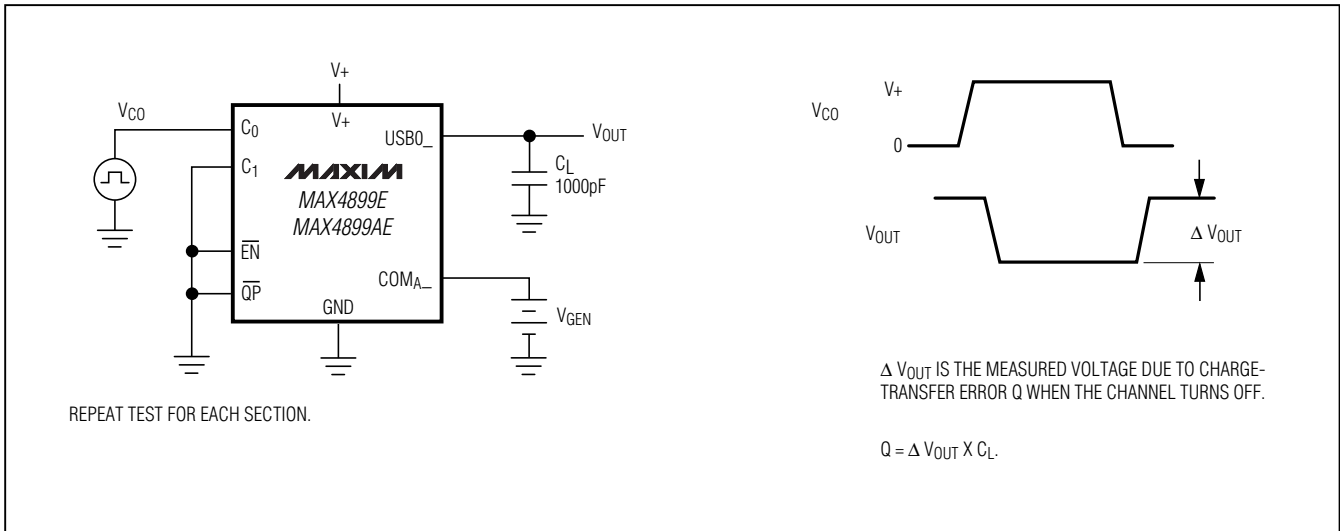 V+
VCO
V+
C0
USB0_
VOUT
C1
MAXIM
CL
1000pF
MAX4899E
MAX4899AE
EN
COMA_
QP
GND
VGEN
REPEAT TEST FOR EACH SECTION.
VCO
V+
0
VOUT
Δ VOUT
Δ VOUT IS THE MEASURED VOLTAGE DUE TO CHARGE-
TRANSFER ERROR Q WHEN THE CHANNEL TURNS OFF.
Q = Δ VOUT X CL.